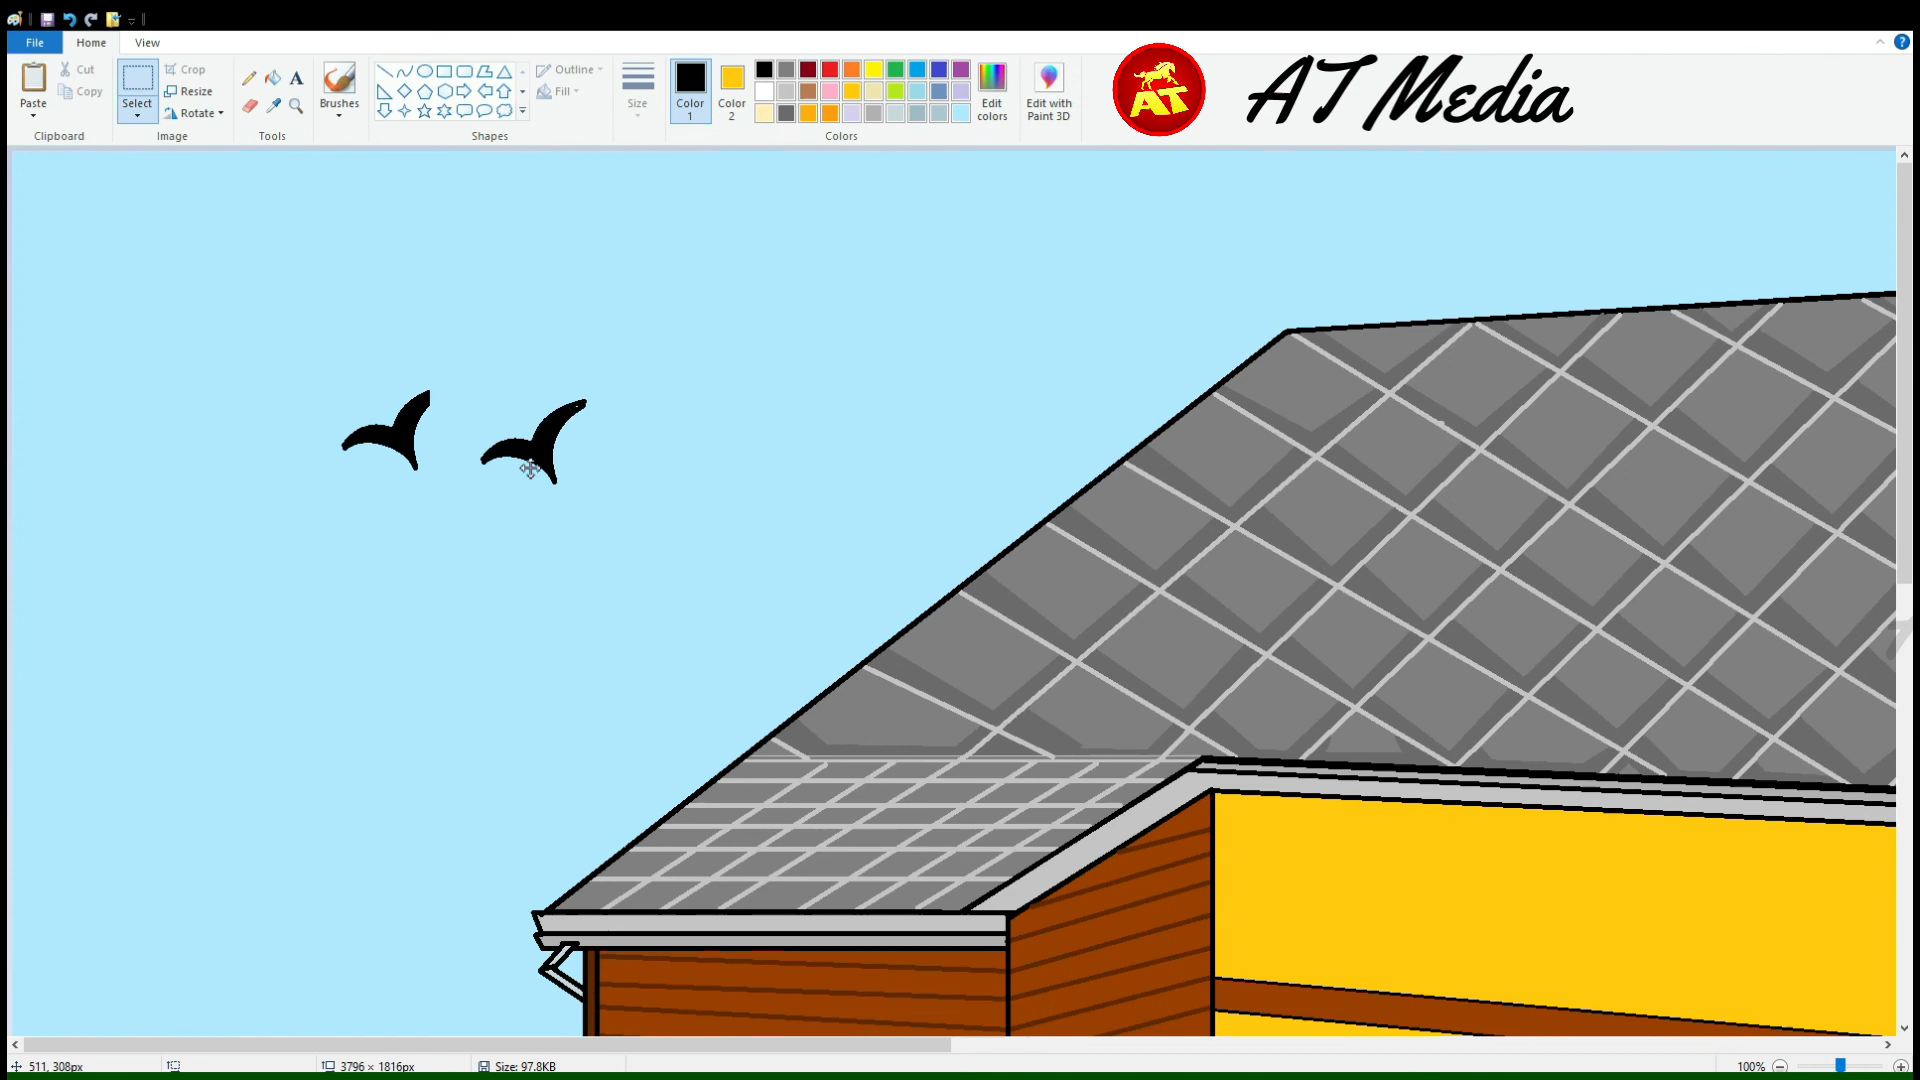 File Home View
Paste
Cut
Copy
Clipboard
Select
Crop
Resize
Rotate
Image
A
Tools
Brushes
Shapes
Outline
Fill
Size
Color 1
Color 2
Colors
Edit colors
Edit with Paint 3D
AT
AT Media
?
511, 308px
3796 × 1816px
Size: 97.8KB
100%